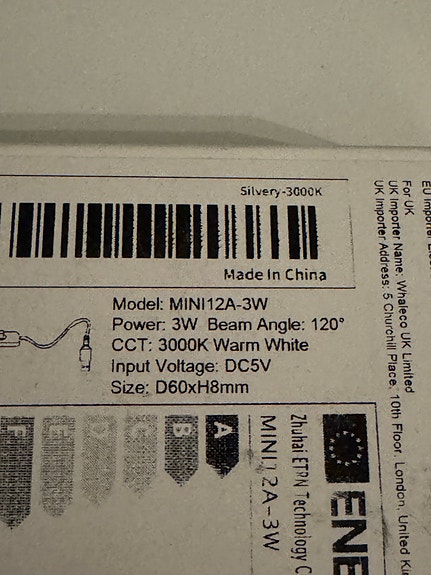 Silvery-3000K
Made In China
Model: MINI12A-3W
Power: 3W Beam Angle: 120°
CCT: 3000K Warm White
Input Voltage: DC5V
Size: D60xH8mm
EU Importer
For UK
UK Importer Name: Whaleco UK Limited
UK Importer Address: 5 Churchill Place, 10th Floor, London, United
ENE
Zhuhai ETPN Technology C
MINI12A-3W
A
B
C
D
E
F